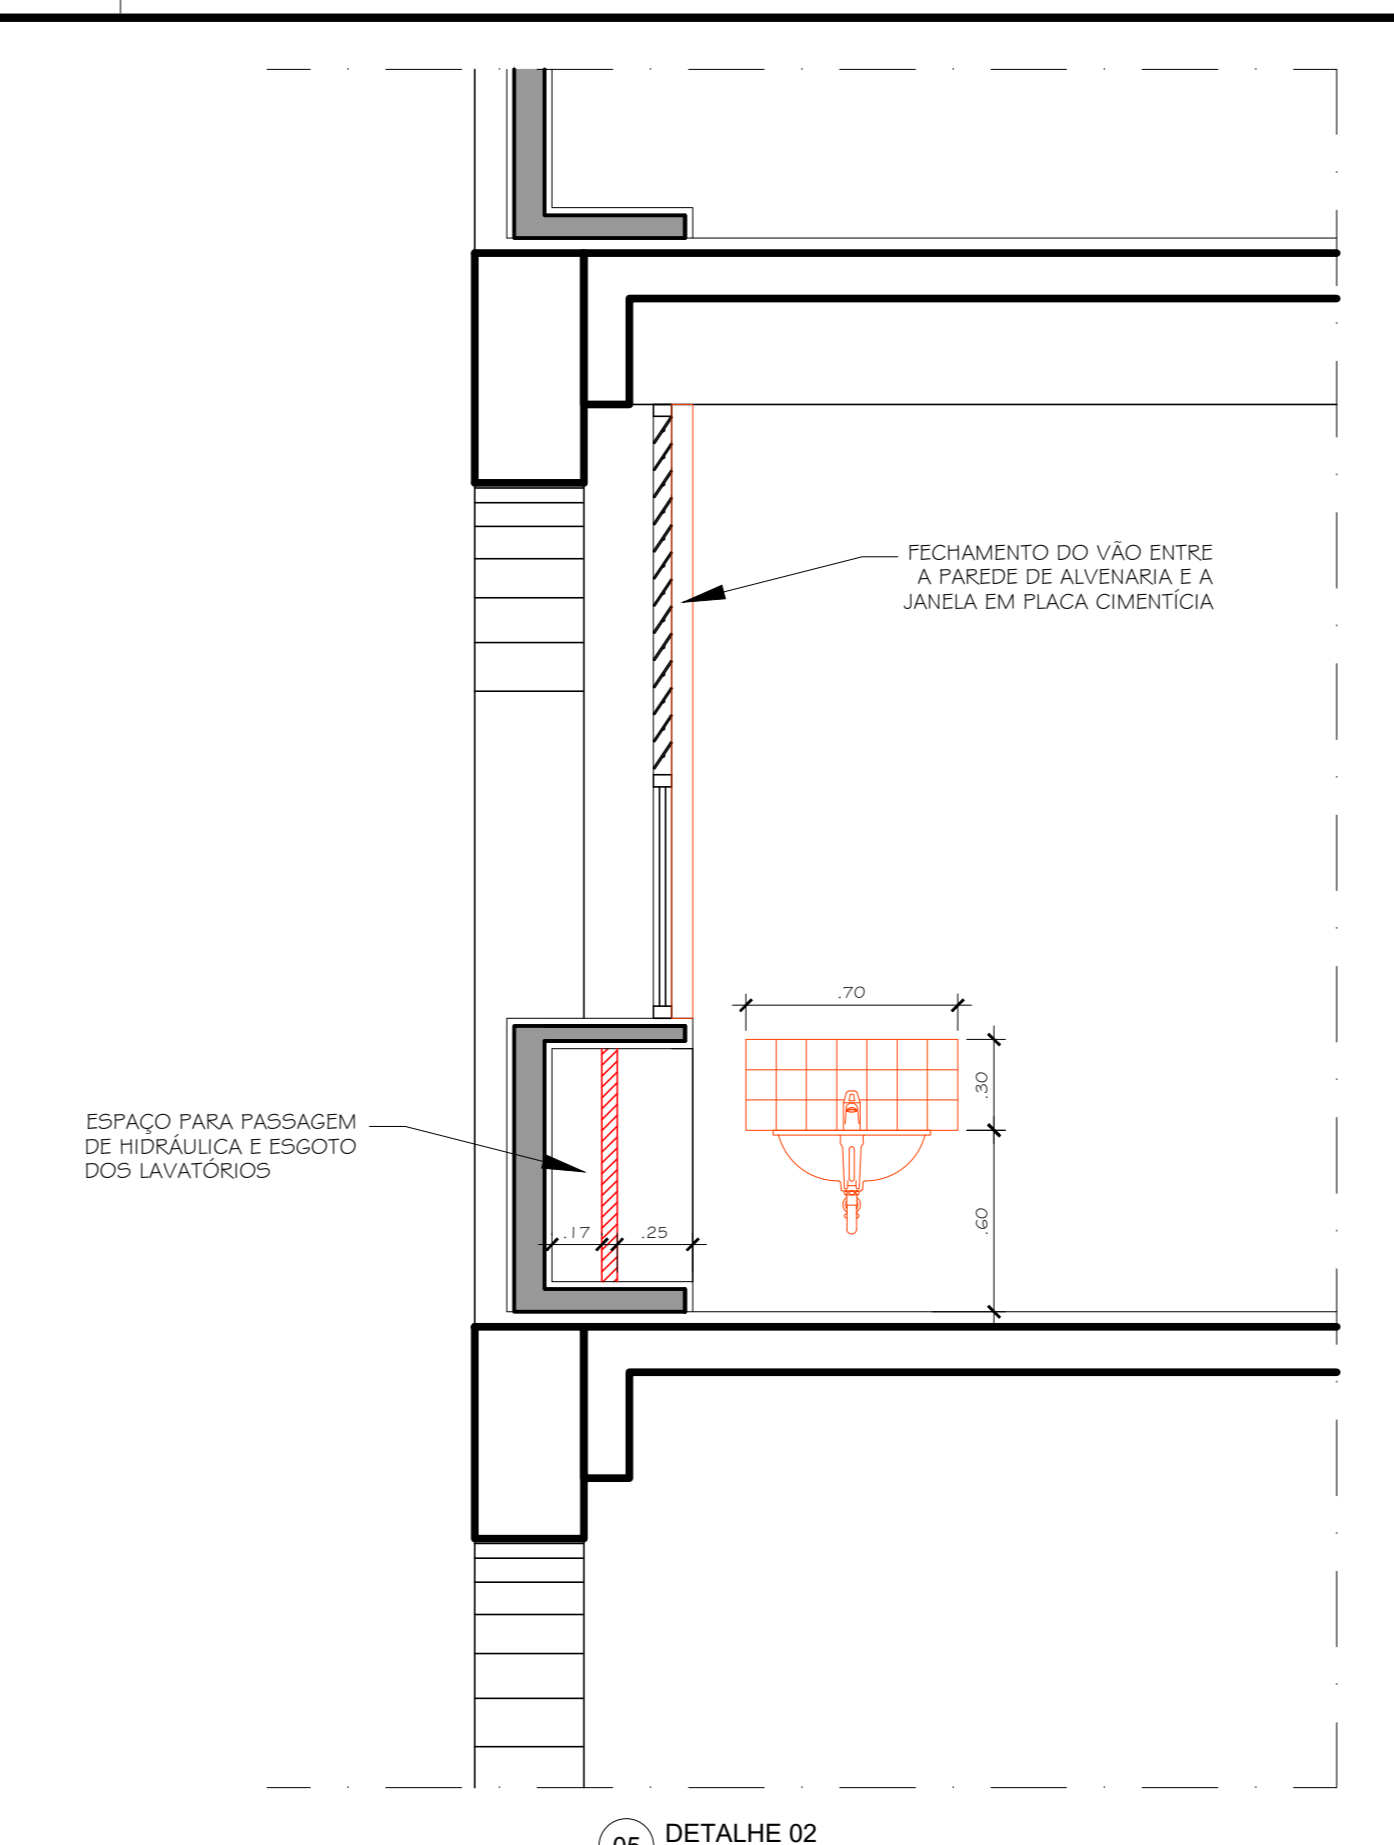 FECHAMENTO DO VÃO ENTRE
A PAREDE DE ALVENARIA E A
JANELA EM PLACA CIMENTÍCIA
.70
.30
ESPAÇO PARA PASSAGEM
DE HIDRÁULICA E ESGOTO
DOS LAVATÓRIOS
.60
.17
.25
DETALHE 02
05